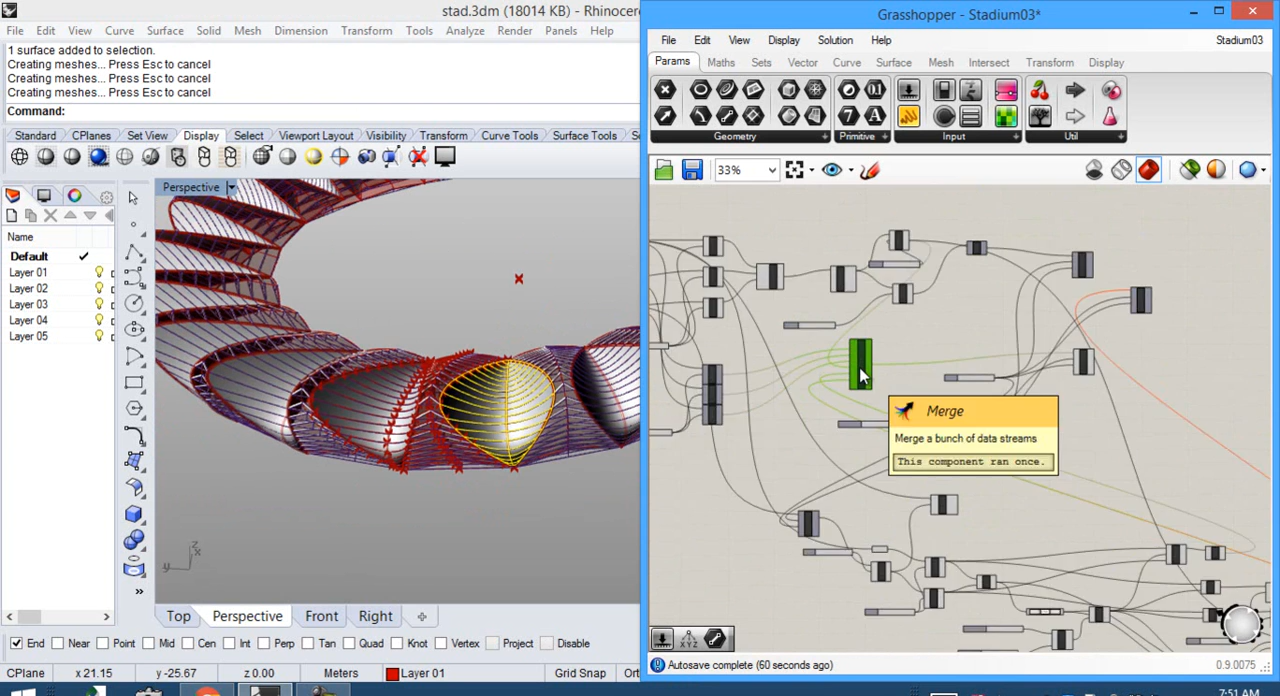 stad.3dm (18014 KB) - Rhinoce
File Edit View Curve Surface Solid Mesh Dimension Transform Tools Analyze Render Panels Help
1 surface added to selection.
Creating meshes... Press Esc to cancel
Creating meshes... Press Esc to cancel
Creating meshes... Press Esc to cancel
Command:
Standard CPlanes Set View Display Select Viewport Layout Visibility Transform Curve Tools Surface Tools S
Perspective
Name
Default
Layer 01
Layer 02
Layer 03
Layer 04
Layer 05
z
x
y
Top Perspective Front Right
End Near Point Mid Cen Int Perp Tan Quad Knot Vertex Project Disable
CPlane x 21.15 y -25.67 z 0.00 Meters Layer 01 Grid Snap Ort
Grasshopper - Stadium03*
File Edit View Display Solution Help Stadium03
Params Maths Sets Vector Curve Surface Mesh Intersect Transform Display
Geometry Primitive Input Util
33%
Merge
Merge a bunch of data streams
This component ran once.
Autosave complete (60 seconds ago) 0.9.0075
7:51 AM